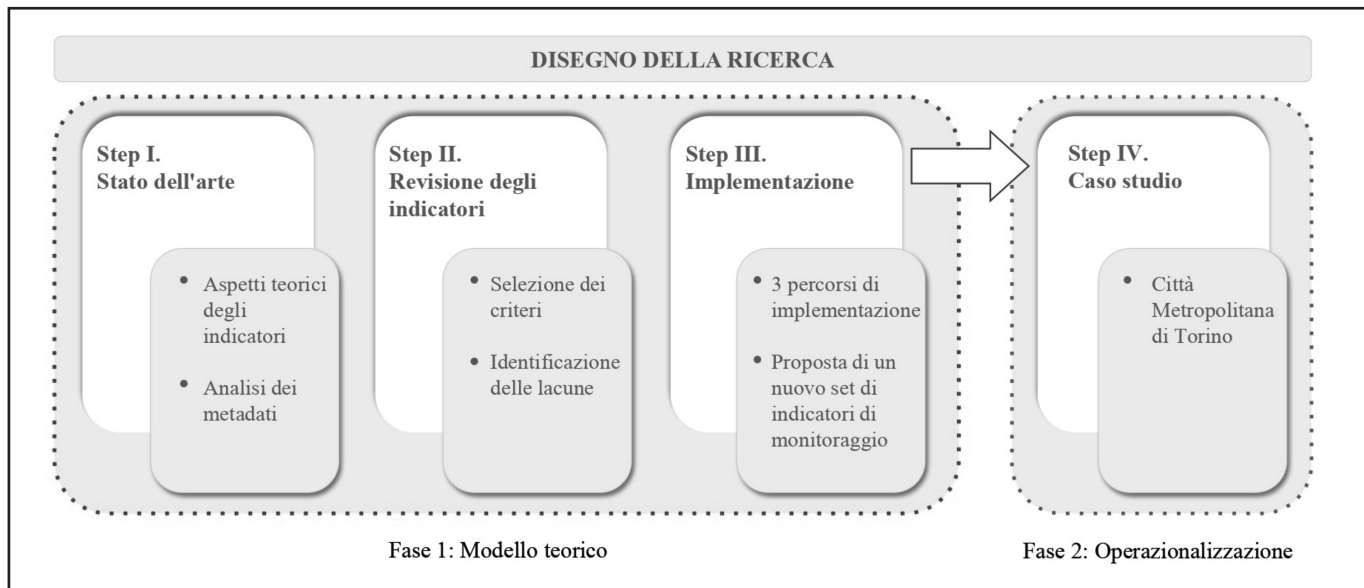 DISEGNO DELLA RICERCA
Step I.
Stato dell'arte
• Aspetti teorici
degli
indicatori
• Analisi dei
metadati
Step II.
Revisione degli
indicatori
• Selezione dei
criteri
• Identificazione
delle lacune
Step III.
Implementazione
• 3 percorsi di
implementazione
• Proposta di un
nuovo set di
indicatori di
monitoraggio
Step IV.
Caso studio
• Città
Metropolitana
di Torino
Fase 1: Modello teorico
Fase 2: Operazionalizzazione